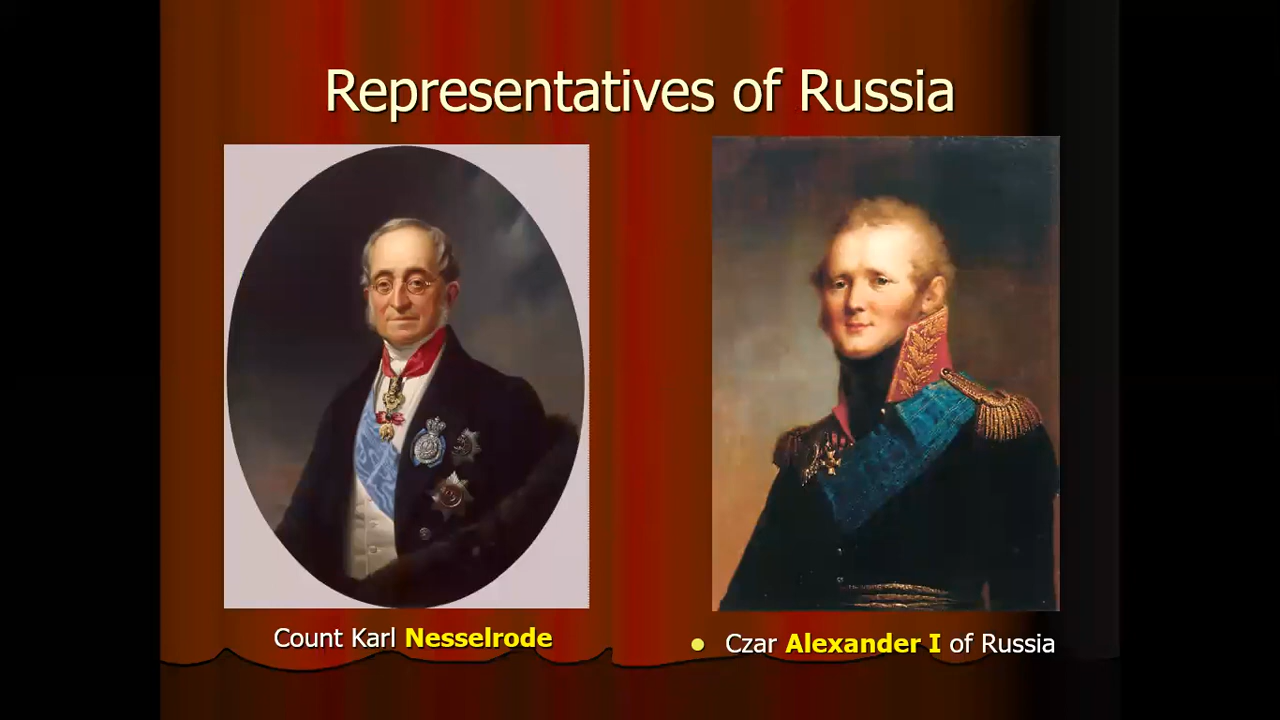 Representatives of Russia
Count Karl Nesselrode
• Czar Alexander I of Russia